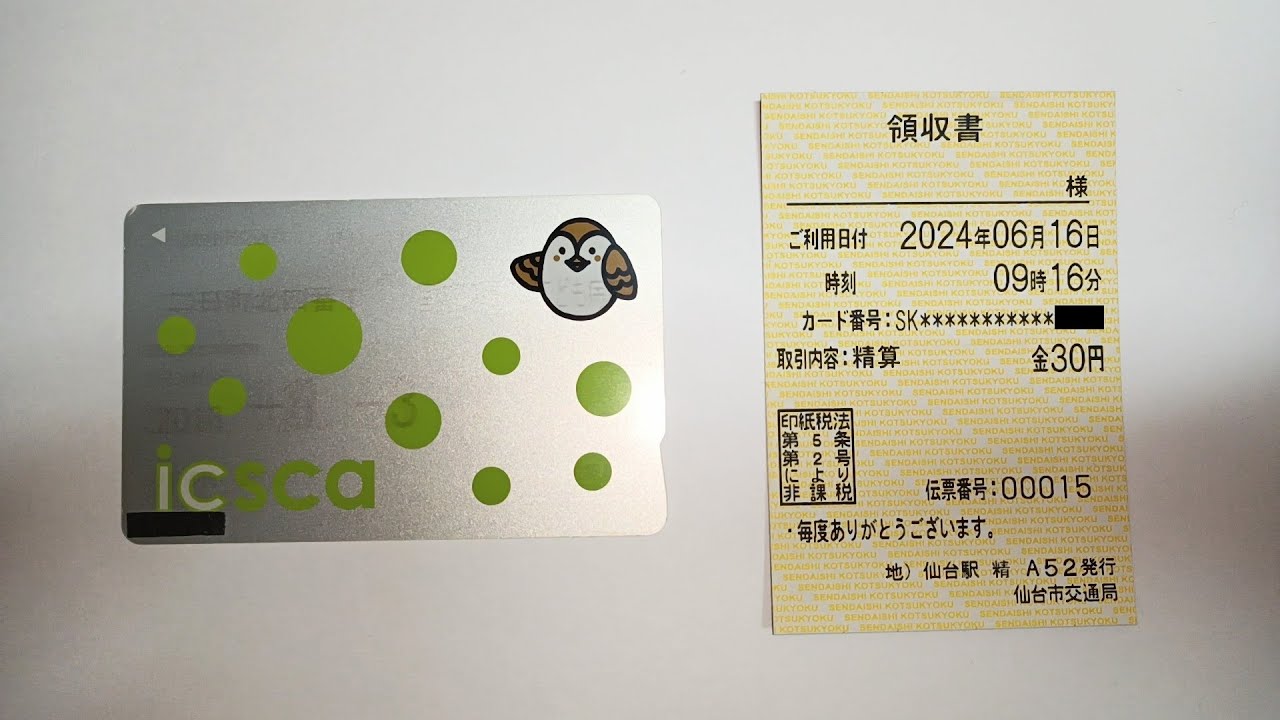 icsca
領収書
様
ご利用日付 2024年06月16日
時刻 09時16分
カード番号:SK***********
取引内容:精算 金30円
印紙税法
第5条
第2号
により
非課税
伝票番号:00015
・毎度ありがとうございます。
地)仙台駅 精 A52発行
仙台市交通局
SENDAISHI KOTSUKYOKU